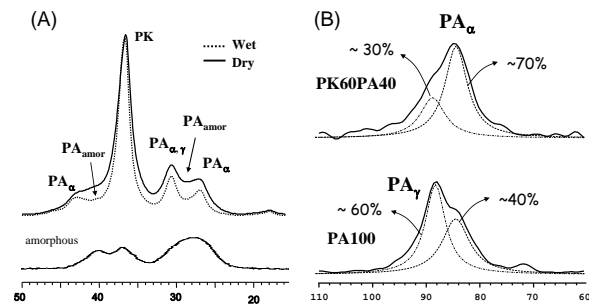 (A)
PK
Wet
Dry
PAamor
PAα
PAα,γ
PAamor
PAα
amorphous
50 40 30 20
(B)
PAα
~ 30%
~70%
PK60PA40
PAγ
~ 60%
~40%
PA100
110 100 90 80 70 60